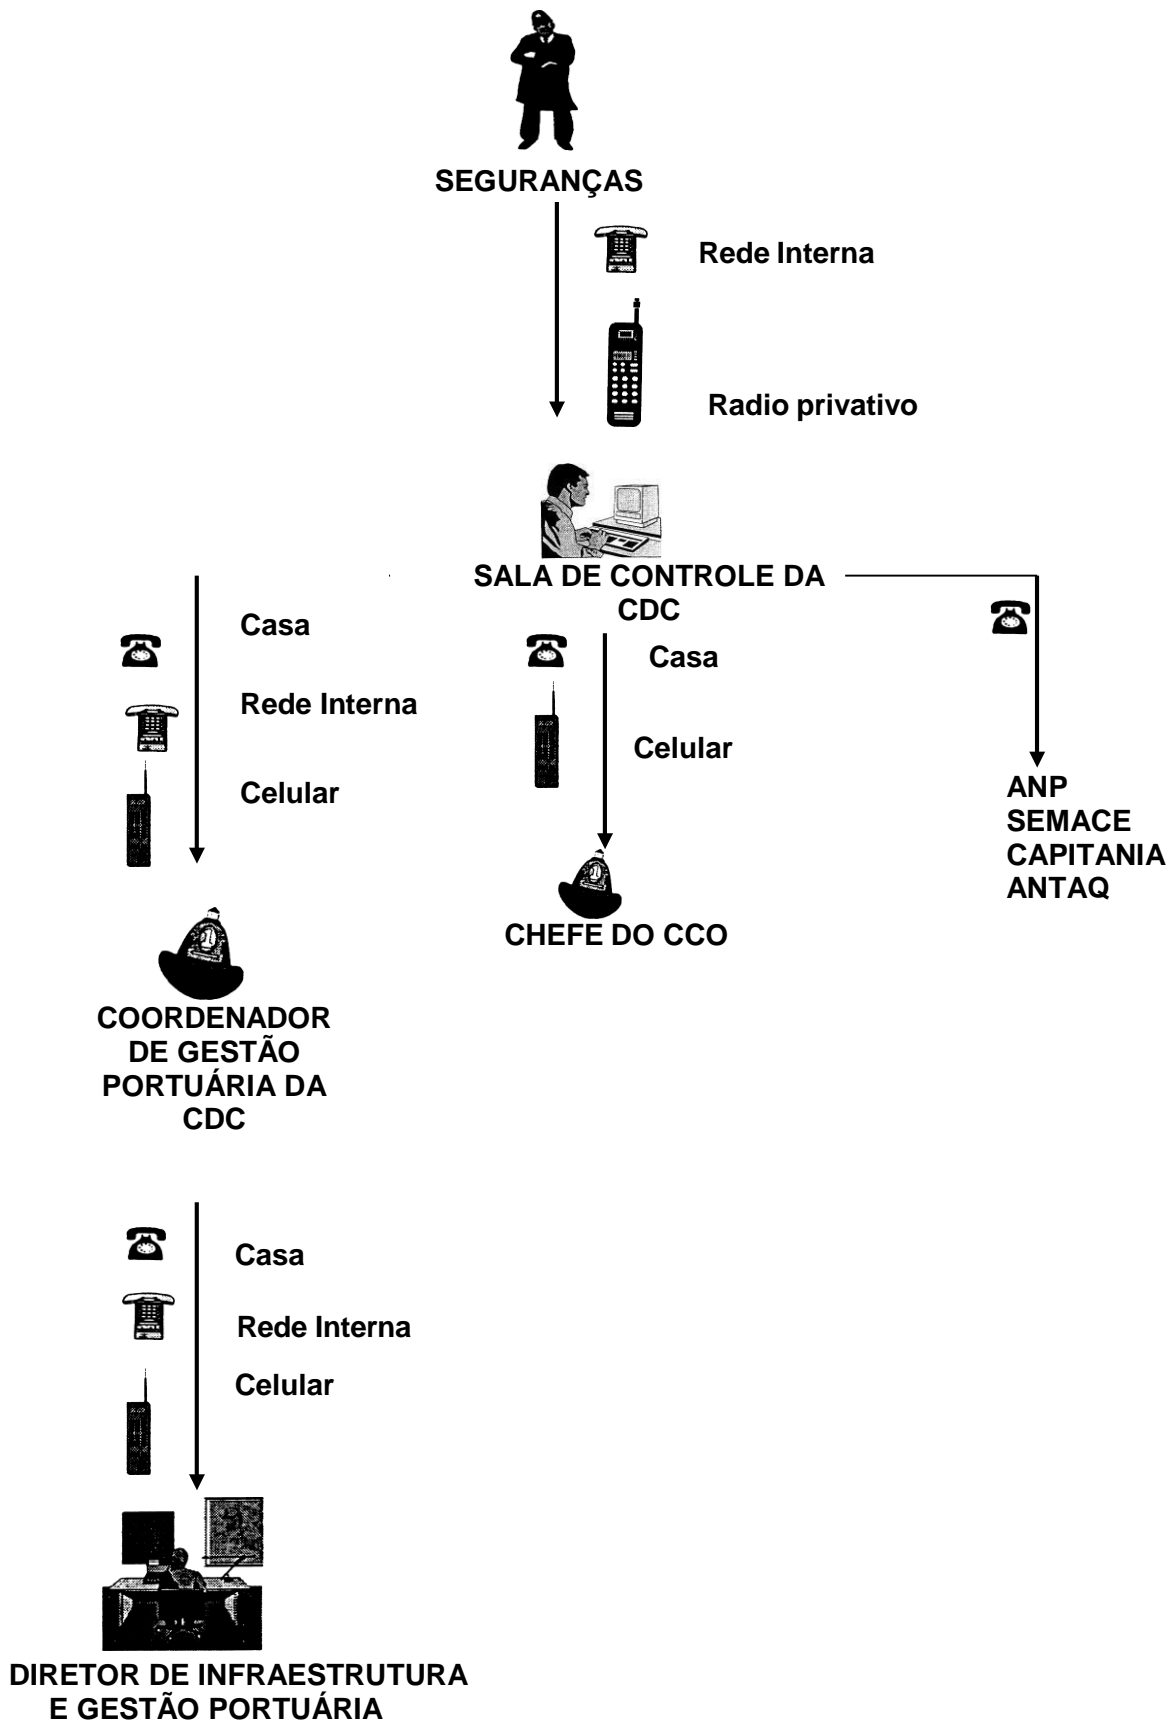 SEGURANÇAS
Rede Interna
Radio privativo
SALA DE CONTROLE DA
CDC
Casa
Rede Interna
Celular
Casa
Celular
ANP
SEMACE
CAPITANIA
ANTAQ
CHEFE DO CCO
COORDENADOR
DE GESTÃO
PORTUÁRIA DA
CDC
Casa
Rede Interna
Celular
DIRETOR DE INFRAESTRUTURA
E GESTÃO PORTUÁRIA